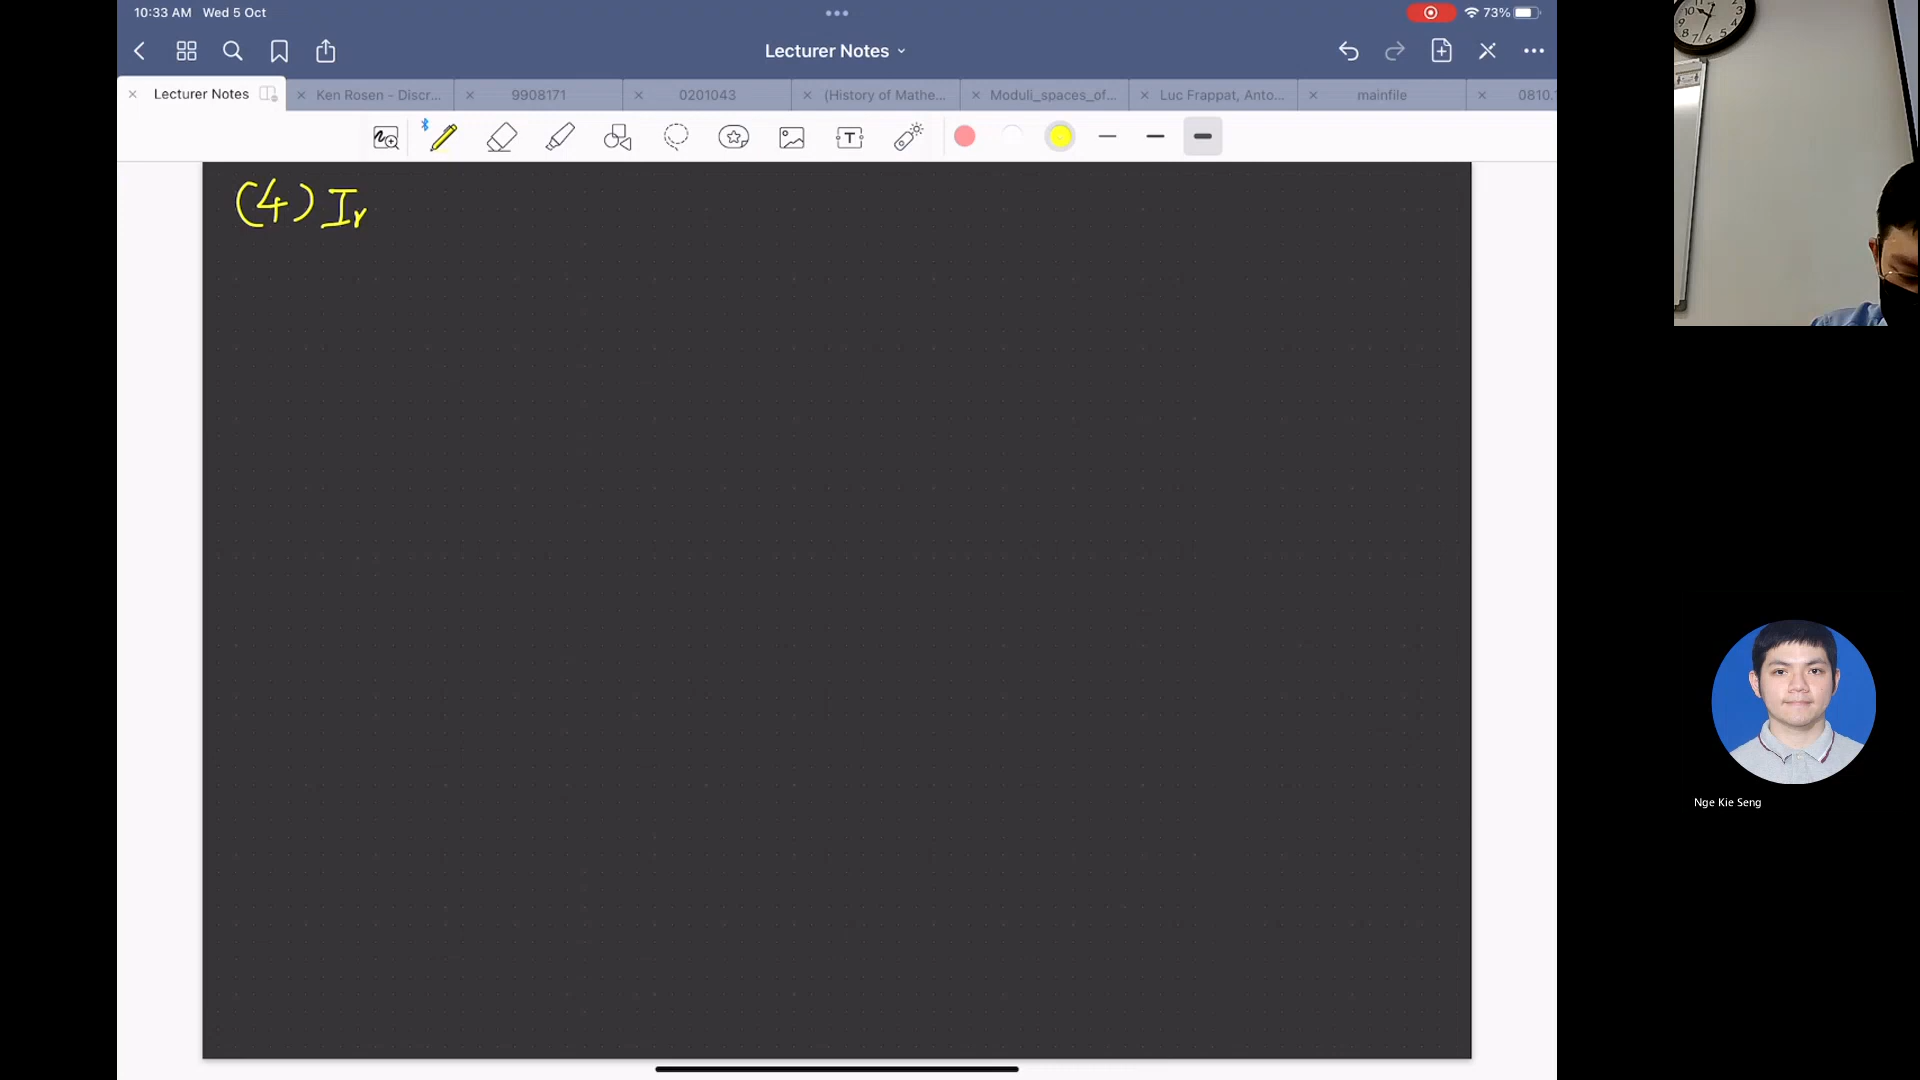 10:33 AM Wed 5 Oct
73%
Lecturer Notes
Lecturer Notes
Ken Rosen - Discr...
9908171
0201043
(History of Mathe...
Moduli_spaces_of...
Luc Frappat, Anto...
mainfile
0810.
T
(4) Ir
Nge Kie Seng